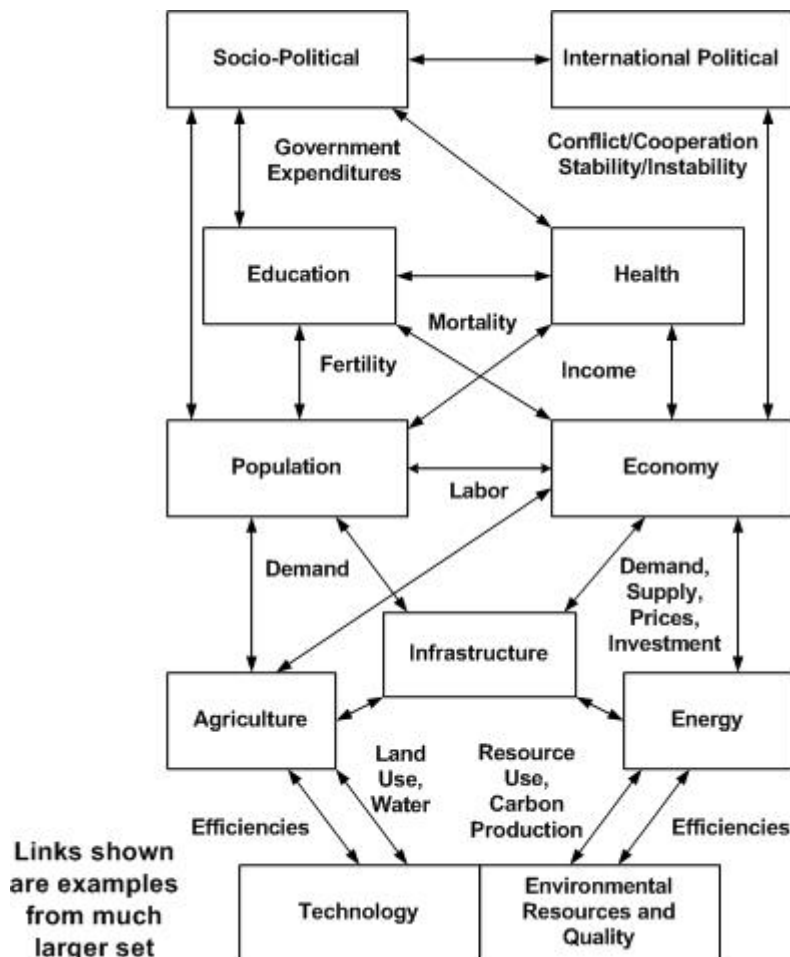 Socio-Political
International Political
Government
Expenditures
Conflict/Cooperation
Stability/Instability
Education
Health
Mortality
Fertility
Income
Population
Economy
Labor
Demand
Demand,
Supply,
Prices,
Investment
Infrastructure
Agriculture
Energy
Land
Use,
Water
Resource
Use,
Carbon
Production
Efficiencies
Efficiencies
Links shown
are examples
from much
larger set
Technology
Environmental
Resources and
Quality